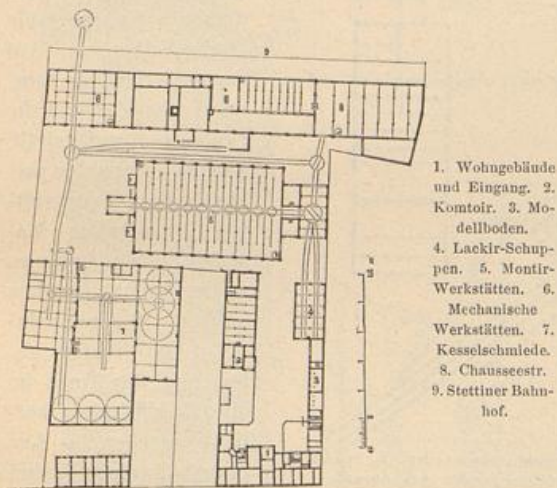 9
1. Wohngebäude
und Eingang. 2.
Komtoir. 3. Mo-
dellboden.
4. Lackir-Schup-
pen. 5. Montir-
Werkstätten. 6.
Mechanische
Werkstätten. 7.
Kesselschmiede.
8. Chausseestr.
9. Stettiner Bahn-
hof.